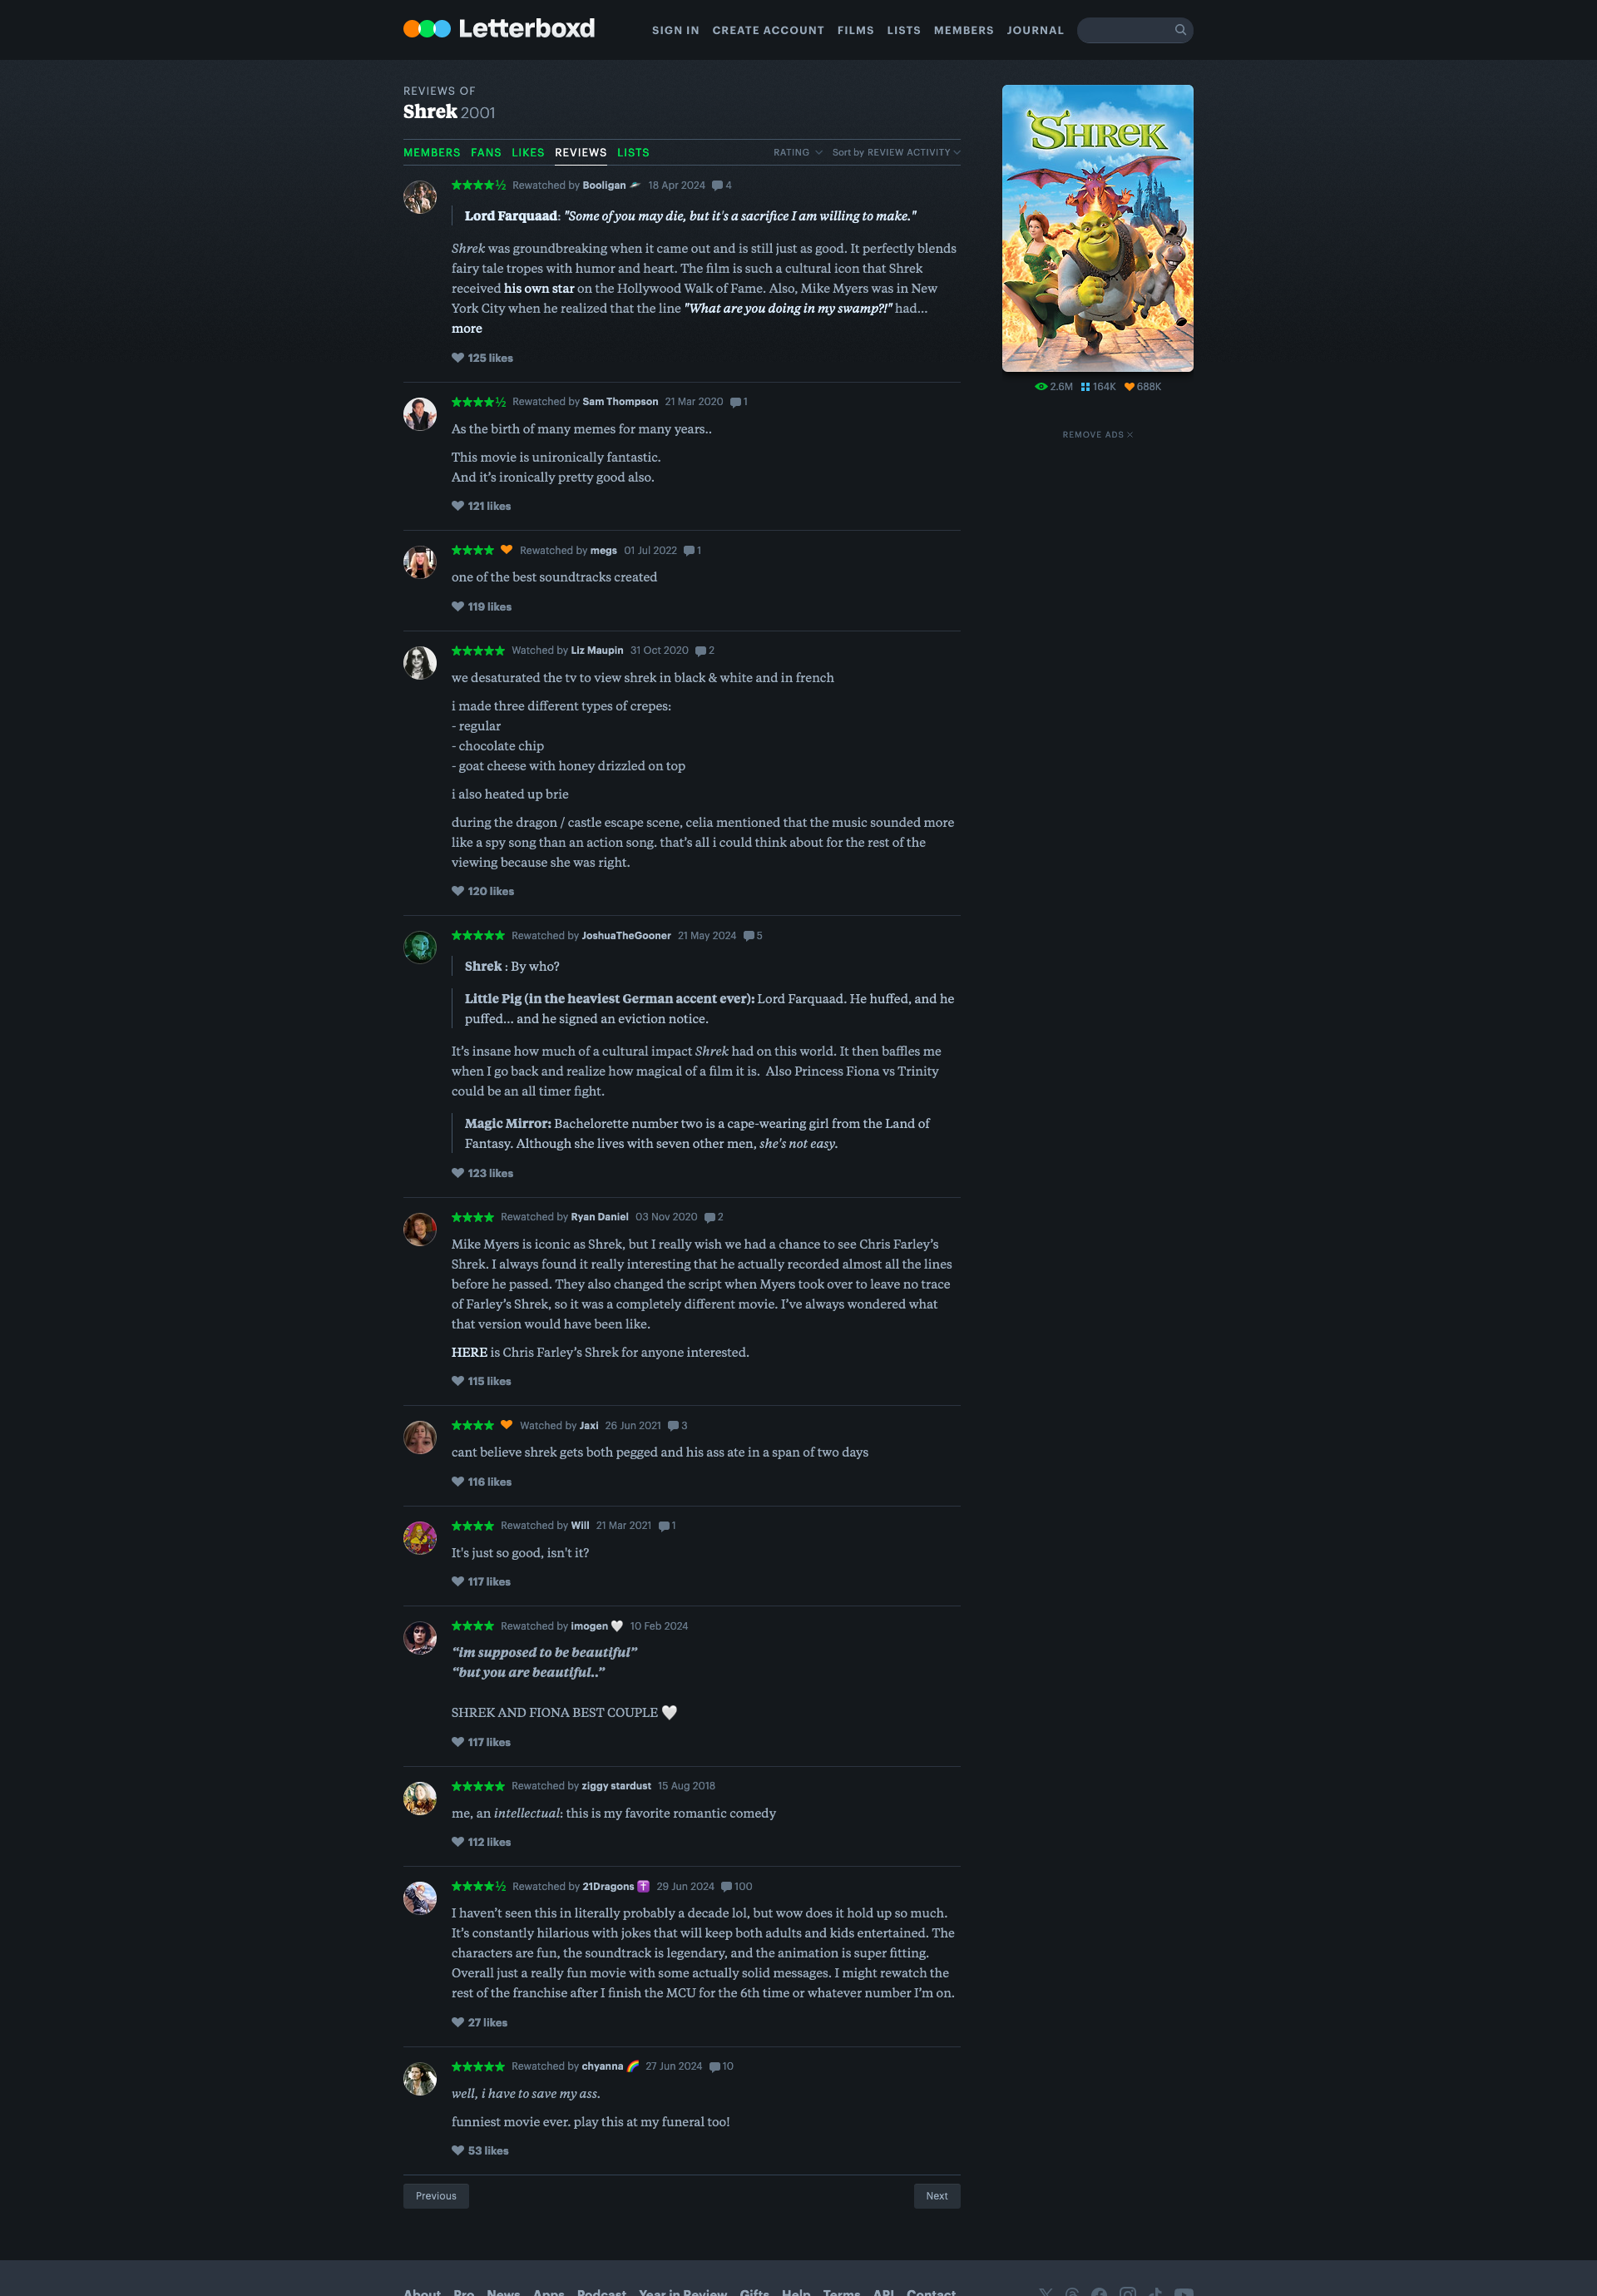 Letterboxd
SIGN IN CREATE ACCOUNT FILMS LISTS MEMBERS JOURNAL
REVIEWS OF
Shrek 2001
MEMBERS FANS LIKES REVIEWS LISTS RATING Sort by REVIEW ACTIVITY
★★★★½ Rewatched by Booligan 18 Apr 2024 4
Lord Farquaad: "Some of you may die, but it's a sacrifice I am willing to make."
Shrek was groundbreaking when it came out and is still just as good. It perfectly blends
fairy tale tropes with humor and heart. The film is such a cultural icon that Shrek
received his own star on the Hollywood Walk of Fame. Also, Mike Myers was in New
York City when he realized that the line "What are you doing in my swamp?!" had…
more
125 likes
★★★★½ Rewatched by Sam Thompson 21 Mar 2020 1
As the birth of many memes for many years..
This movie is unironically fantastic.
And it's ironically pretty good also.
121 likes
★★★★ Rewatched by megs 01 Jul 2022 1
one of the best soundtracks created
119 likes
★★★★★ Watched by Liz Maupin 31 Oct 2020 2
we desaturated the tv to view shrek in black & white and in french
i made three different types of crepes:
- regular
- chocolate chip
- goat cheese with honey drizzled on top
i also heated up brie
during the dragon / castle escape scene, celia mentioned that the music sounded more
like a spy song than an action song. that's all i could think about for the rest of the
viewing because she was right.
120 likes
★★★★★ Rewatched by JoshuaTheGooner 21 May 2024 5
Shrek : By who?
Little Pig (in the heaviest German accent ever): Lord Farquaad. He huffed, and he
puffed... and he signed an eviction notice.
It's insane how much of a cultural impact Shrek had on this world. It then baffles me
when I go back and realize how magical of a film it is. Also Princess Fiona vs Trinity
could be an all timer fight.
Magic Mirror: Bachelorette number two is a cape-wearing girl from the Land of
Fantasy. Although she lives with seven other men, she's not easy.
123 likes
★★★★ Rewatched by Ryan Daniel 03 Nov 2020 2
Mike Myers is iconic as Shrek, but I really wish we had a chance to see Chris Farley's
Shrek. I always found it really interesting that he actually recorded almost all the lines
before he passed. They also changed the script when Myers took over to leave no trace
of Farley's Shrek, so it was a completely different movie. I've always wondered what
that version would have been like.
HERE is Chris Farley's Shrek for anyone interested.
115 likes
★★★★ Watched by Jaxi 26 Jun 2021 3
cant believe shrek gets both pegged and his ass ate in a span of two days
116 likes
★★★★ Rewatched by Will 21 Mar 2021 1
It's just so good, isn't it?
117 likes
★★★★ Rewatched by imogen 🤍 10 Feb 2024
“im supposed to be beautiful”
“but you are beautiful..”
SHREK AND FIONA BEST COUPLE 🤍
117 likes
★★★★★ Rewatched by ziggy stardust 15 Aug 2018
me, an intellectual: this is my favorite romantic comedy
112 likes
★★★★½ Rewatched by 21Dragons ✝️ 29 Jun 2024 100
I haven't seen this in literally probably a decade lol, but wow does it hold up so much.
It's constantly hilarious with jokes that will keep both adults and kids entertained. The
characters are fun, the soundtrack is legendary, and the animation is super fitting.
Overall just a really fun movie with some actually solid messages. I might rewatch the
rest of the franchise after I finish the MCU for the 6th time or whatever number I'm on.
27 likes
★★★★★ Rewatched by chyanna 🌈 27 Jun 2024 10
well, i have to save my ass.
funniest movie ever. play this at my funeral too!
53 likes
Previous Next
SHREK
2.6M 164K 688K
REMOVE ADS
About Pro News Apps Podcast Year in Review Gifts Help Terms API Contact